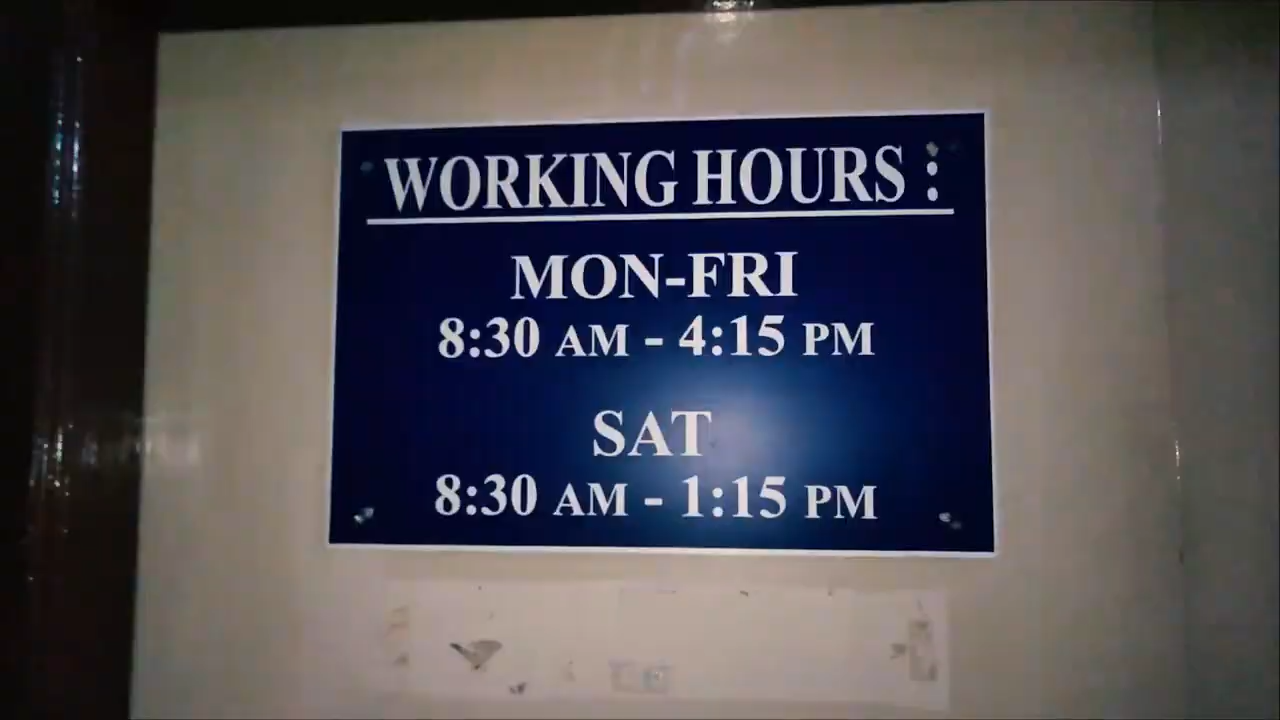 WORKING HOURS :
MON-FRI
8:30 AM - 4:15 PM
SAT
8:30 AM - 1:15 PM